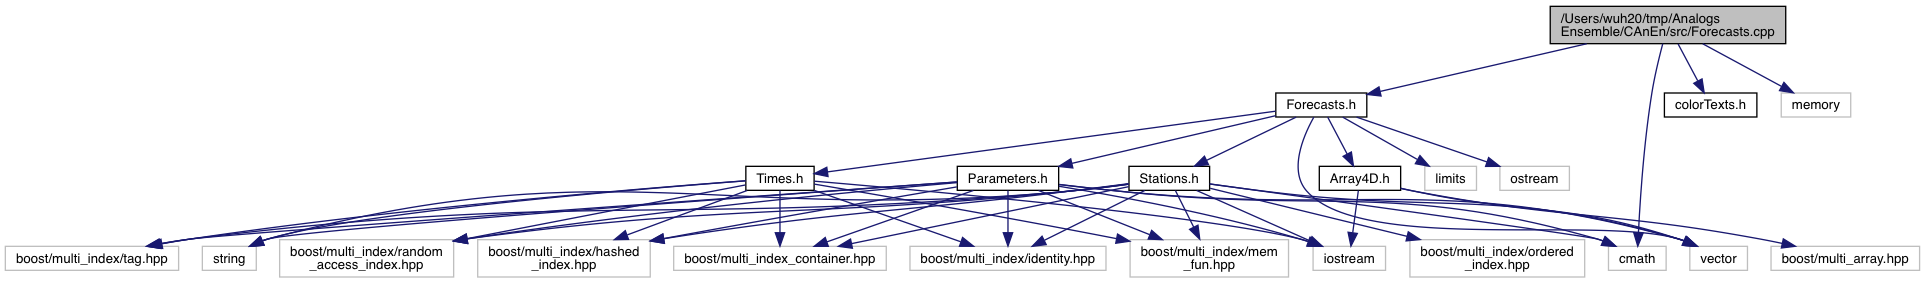 /Users/wuh20/tmp/Analogs
Ensemble/CAnEn/src/Forecasts.cpp
Forecasts.h
colorTexts.h
memory
Times.h
Parameters.h
Stations.h
Array4D.h
limits
ostream
boost/multi_index/tag.hpp
string
boost/multi_index/random
_access_index.hpp
boost/multi_index/hashed
_index.hpp
boost/multi_index_container.hpp
boost/multi_index/identity.hpp
boost/multi_index/mem
_fun.hpp
iostream
boost/multi_index/ordered
_index.hpp
cmath
vector
boost/multi_array.hpp